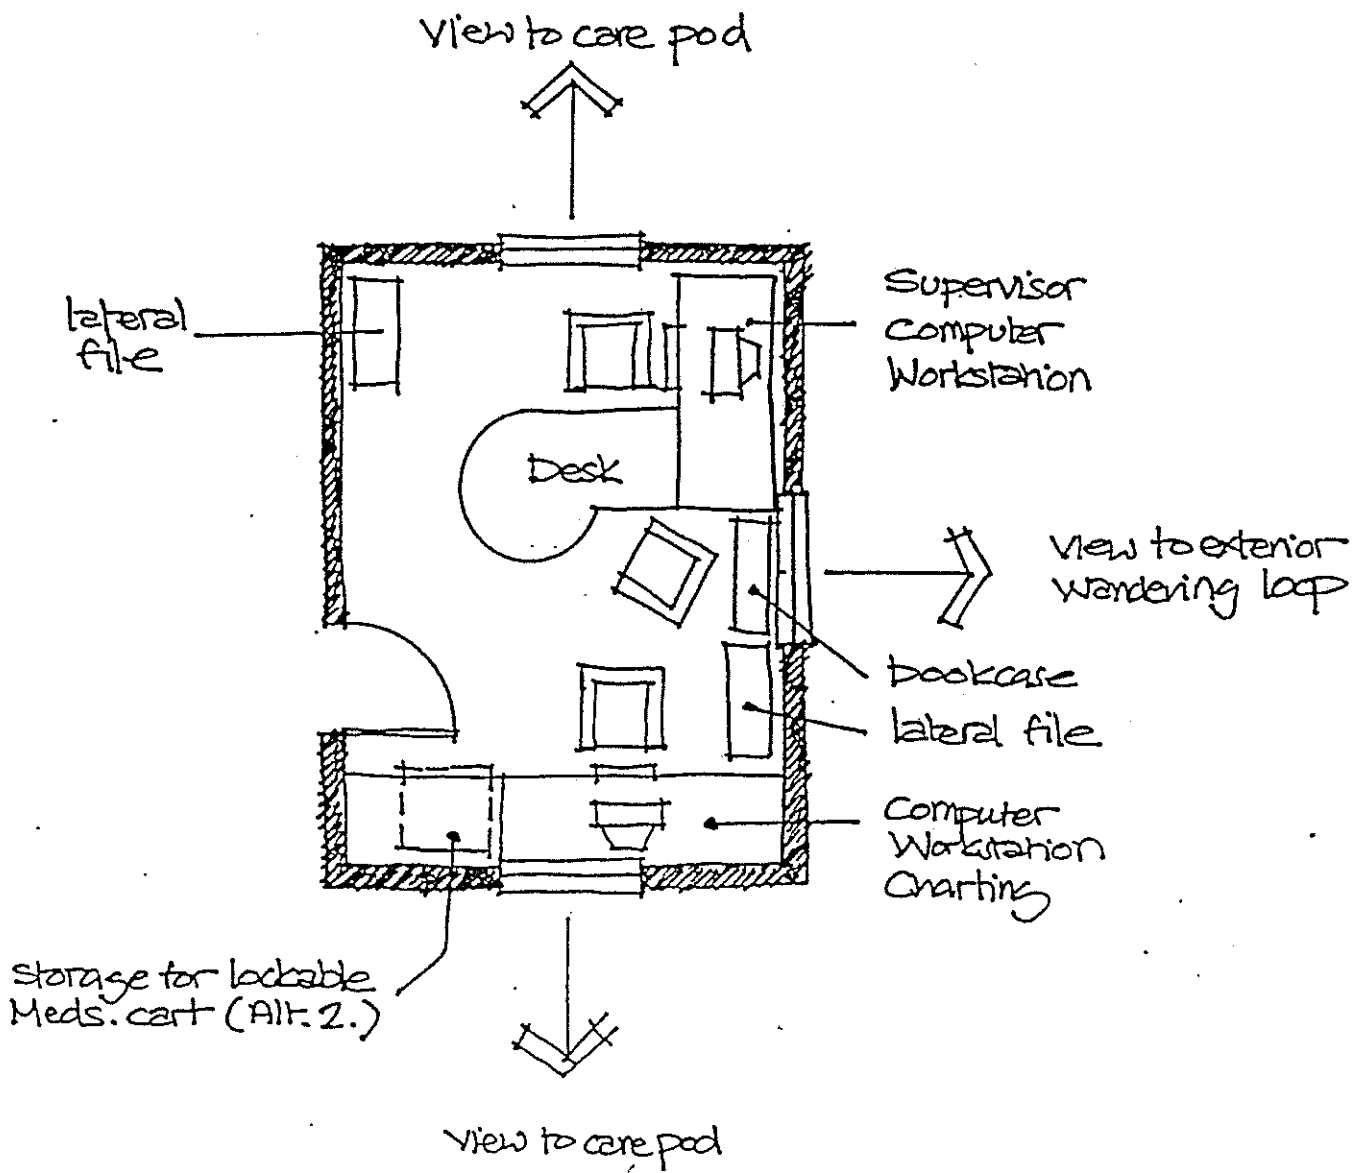 View to care pod
lateral
file
Supervisor
Computer
Workstation
Desk
View to exterior
Wandering loop
bookcase
lateral file
Computer
Workstation
Charting
Storage for lockable
Meds. cart (Alt. 2.)
View to care pod